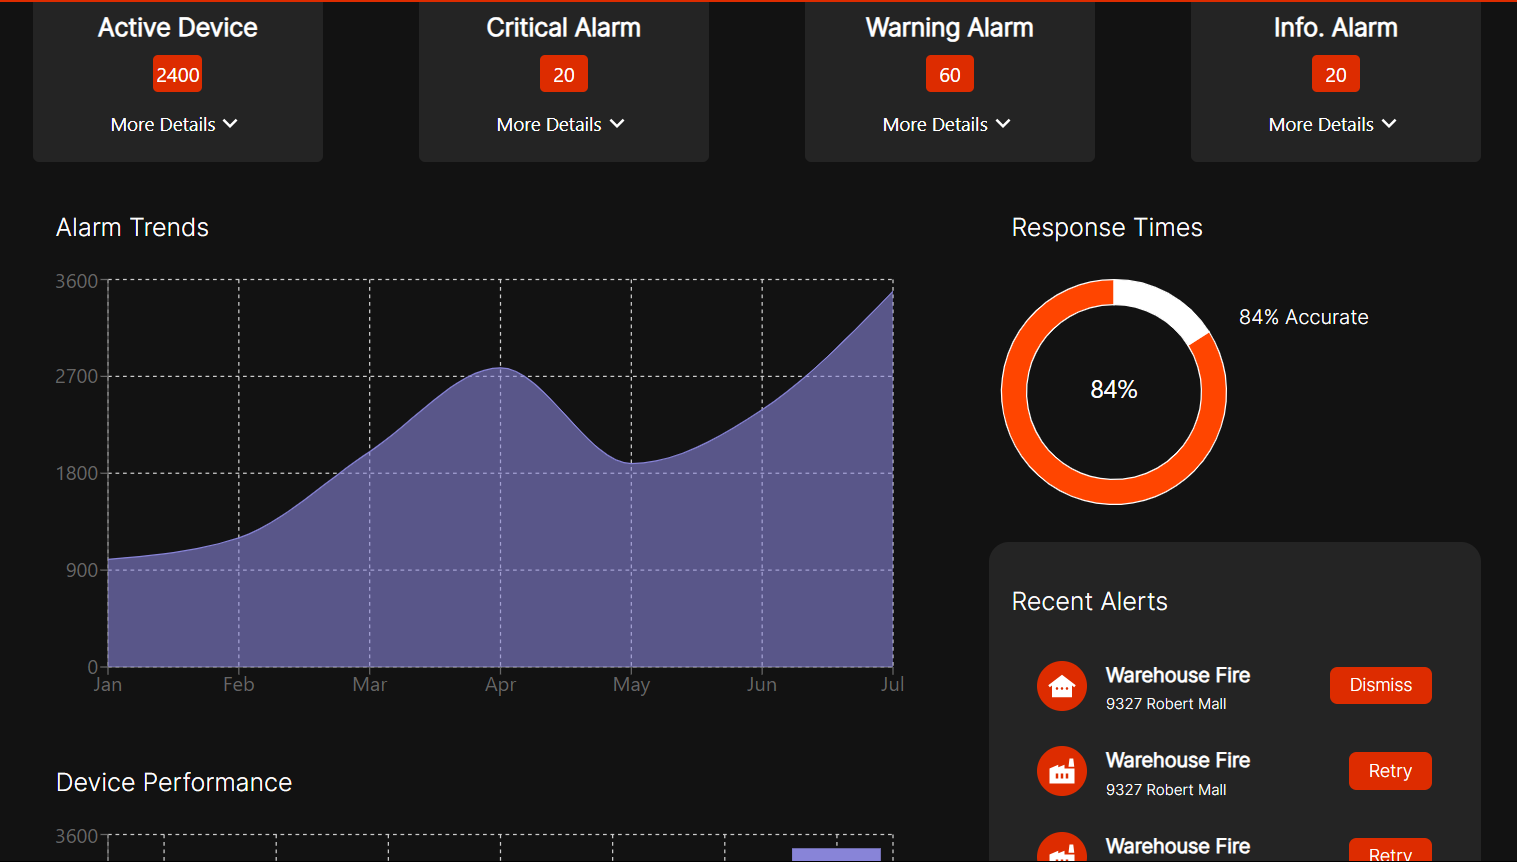 Active Device
2400
More Details
Critical Alarm
20
More Details
Warning Alarm
60
More Details
Info. Alarm
20
More Details
Alarm Trends
3600
2700
1800
900
0
Jan Feb Mar Apr May Jun Jul
Response Times
84% Accurate
84%
Recent Alerts
Warehouse Fire
9327 Robert Mall
Dismiss
Warehouse Fire
9327 Robert Mall
Retry
Warehouse Fire
Retry
Device Performance
3600